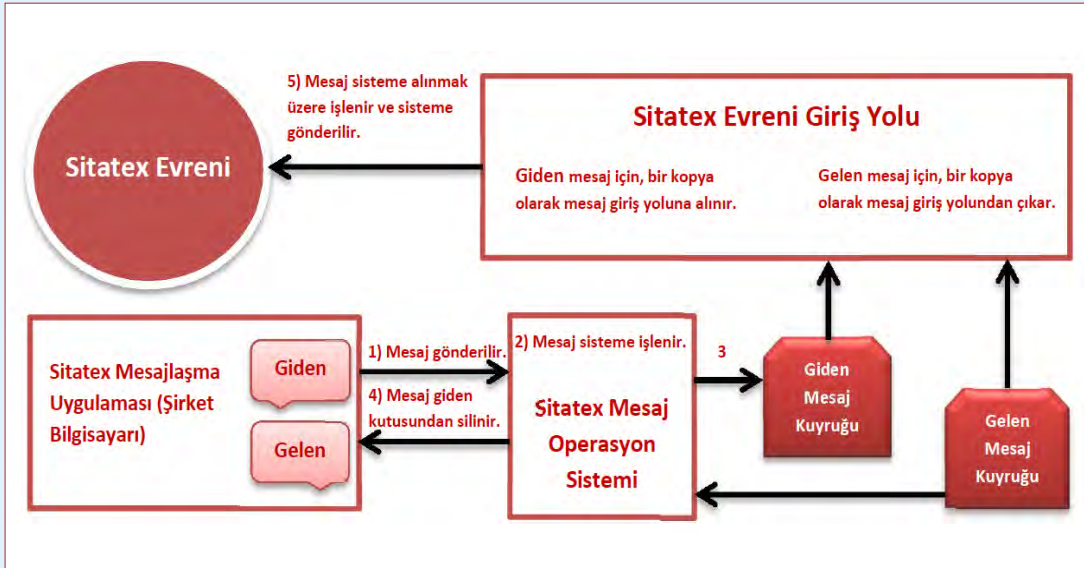 5) Mesaj sisteme alınmak
üzere işlenir ve sisteme
gönderilir.
Sitatex Evreni Giriş Yolu
Sitatex Evreni
Giden mesaj için, bir kopya
olarak mesaj giriş yoluna alınır.
Gelen mesaj için, bir kopya
olarak mesaj giriş yolundan çıkar.
Sitatex Mesajlaşma
Uygulaması (Şirket
Bilgisayarı)
Giden
Gelen
1) Mesaj gönderilir.
4) Mesaj giden
kutusundan silinir.
2) Mesaj sisteme işlenir.
Sitatex Mesaj
Operasyon
Sistemi
3
Giden
Mesaj
Kuyruğu
Gelen
Mesaj
Kuyruğu